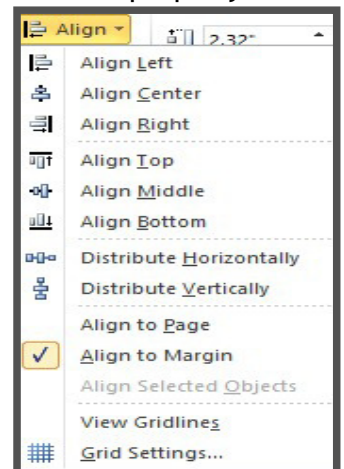 Align
2.32"
Align Left
Align Center
Align Right
Align Top
Align Middle
Align Bottom
Distribute Horizontally
Distribute Vertically
Align to Page
Align to Margin
Align Selected Objects
View Gridlines
Grid Settings...